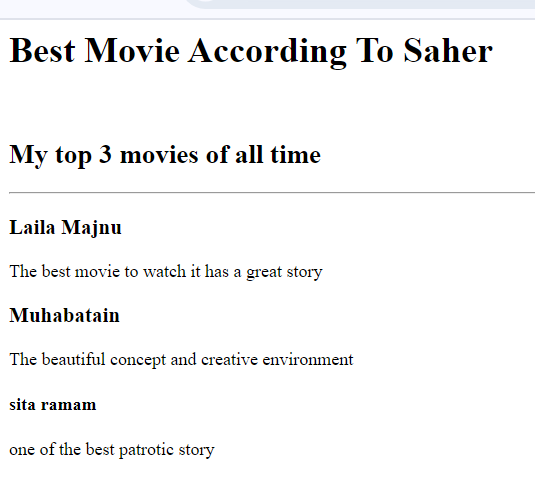 Best Movie According To Saher
My top 3 movies of all time
Laila Majnu
The best movie to watch it has a great story
Muhabatain
The beautiful concept and creative environment
sita ramam
one of the best patrotic story